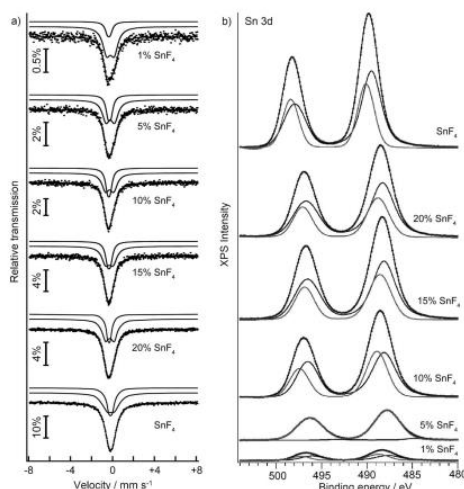 a)
0.5%
1% SnF4
2%
5% SnF4
2%
10% SnF4
4%
15% SnF4
4%
20% SnF4
10%
SnF4
Relative transmission
-8 -4 0 +4 +8
Velocity / mm s-1
b) Sn 3d
SnF4
20% SnF4
15% SnF4
10% SnF4
5% SnF4
1% SnF4
XPS Intensity
500 495 490 485 480
Binding energy / eV